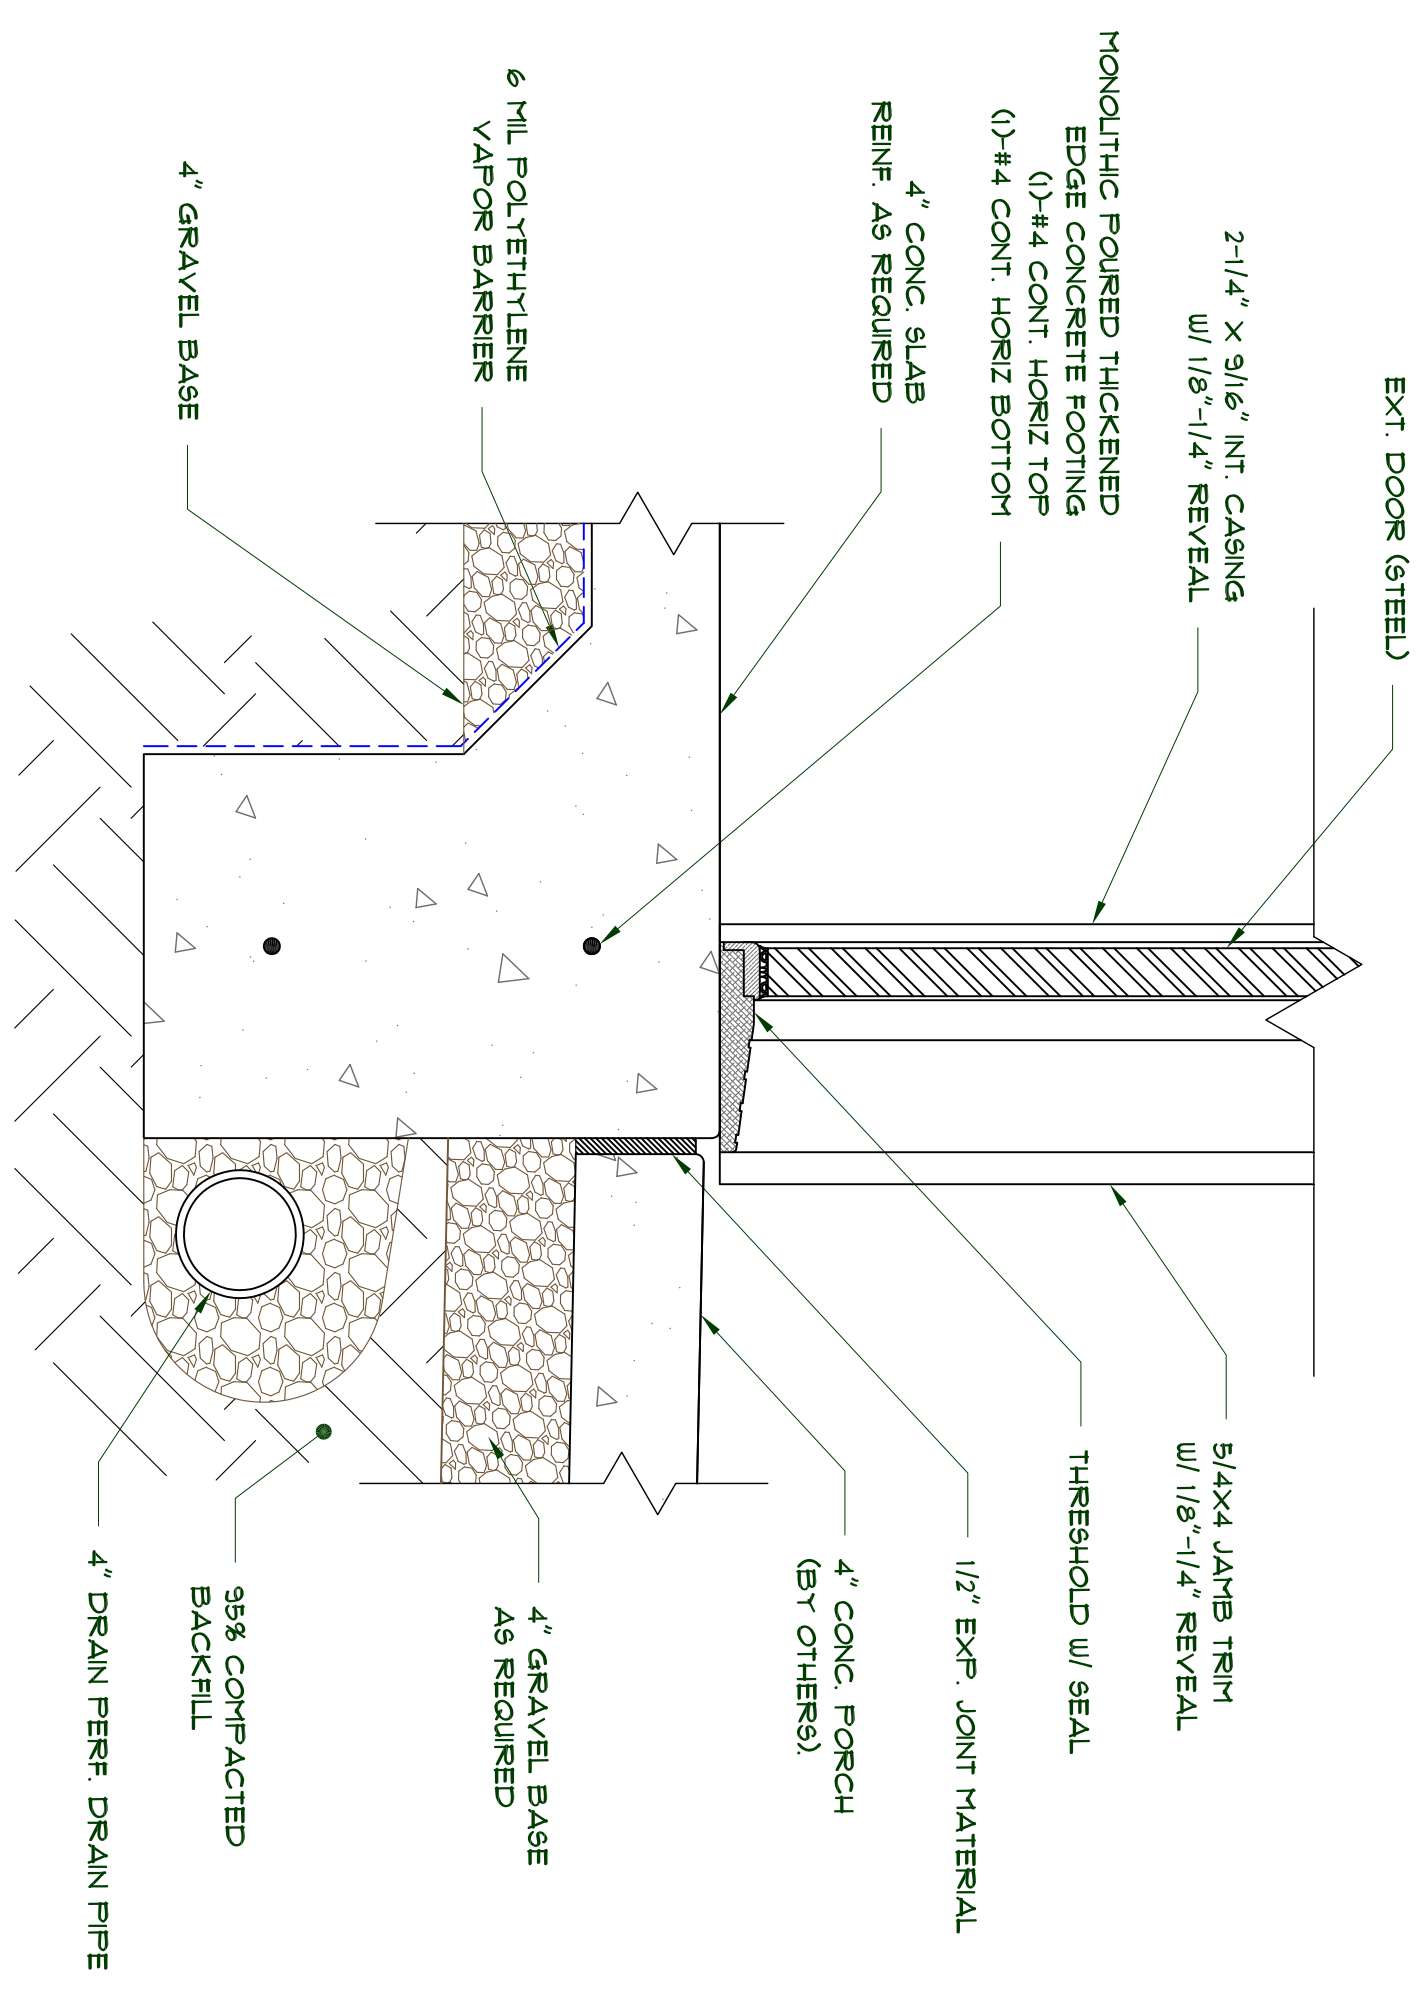 EXT. DOOR (STEEL)
2-1/4" X 9/16" INT. CASING
W/ 1/8"-1/4" REVEAL
MONOLITHIC POURED THICKENED
EDGE CONCRETE FOOTING
(1)-#4 CONT. HORIZ TOP
(1)-#4 CONT. HORIZ BOTTOM
4" CONC. SLAB
REINF. AS REQUIRED
6 MIL POLYETHYLENE
VAPOR BARRIER
4" GRAVEL BASE
5/4X4 JAMB TRIM
W/ 1/8"-1/4" REVEAL
THRESHOLD W/ SEAL
1/2" EXP. JOINT MATERIAL
4" CONC. PORCH
(BY OTHERS).
4" GRAVEL BASE
AS REQUIRED
95% COMPACTED
BACKFILL
4" DRAIN PERF. DRAIN PIPE